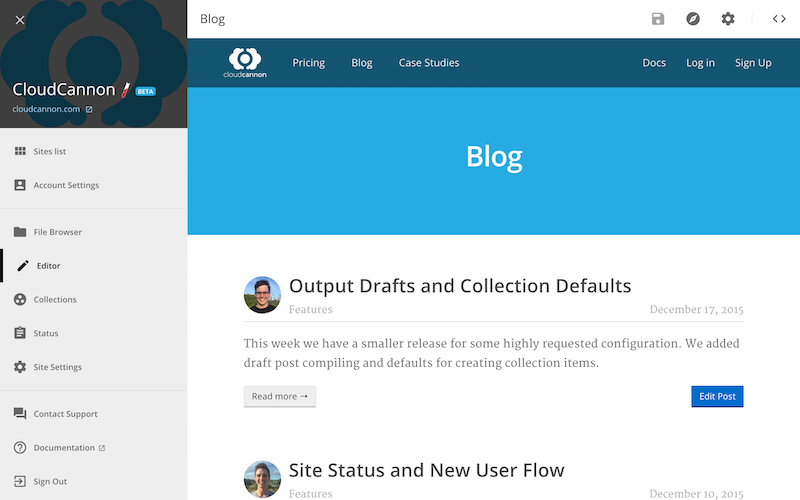 CloudCannon BETA
cloudcannon.com
Sites list
Account Settings
File Browser
Editor
Collections
Status
Site Settings
Contact Support
Documentation
Sign Out
Blog
cloudcannon Pricing Blog Case Studies Docs Log in Sign Up
Blog
Output Drafts and Collection Defaults
Features December 17, 2015
This week we have a smaller release for some highly requested configuration. We added
draft post compiling and defaults for creating collection items.
Read more → Edit Post
Site Status and New User Flow
Features December 10, 2015